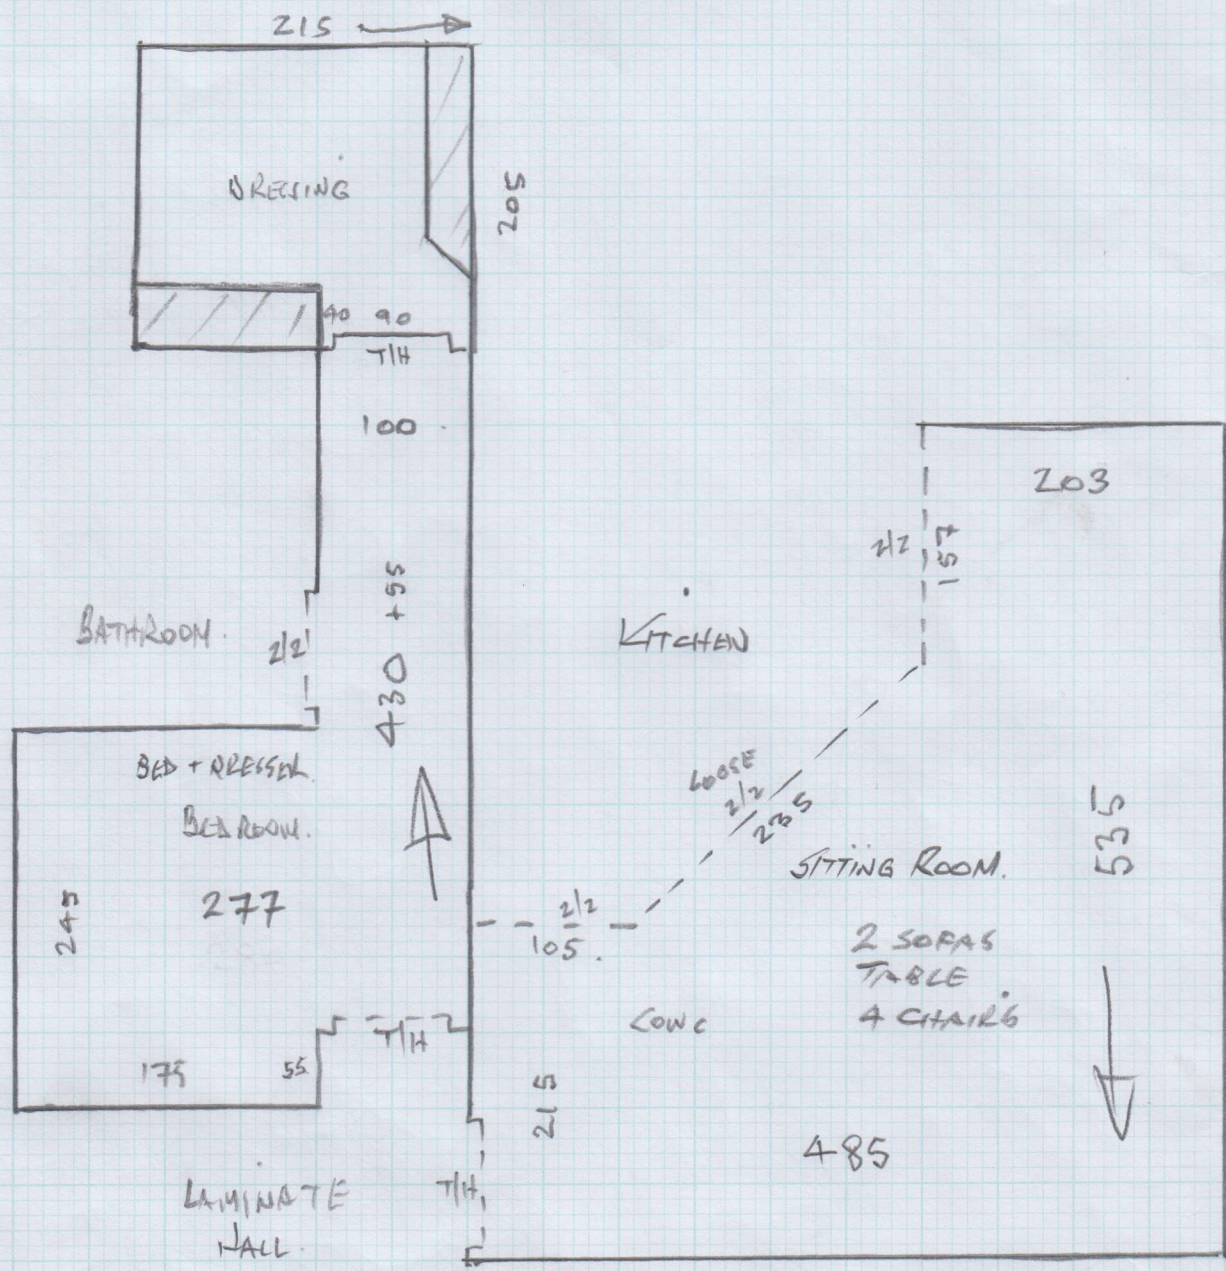 215
DRESSING
205
40 90
T/H
100
203
2/2
157
430 +55
KITCHEN
BATHROOM.
2/2
BED + DRESSER
BEDROOM.
LOOSE
2/2
235
535
SITTING ROOM.
277
245
2/2
105.
2 SOFAS
TABLE
4 CHAIRS
CONC
T/H
175
55
215
485
LAMINATE
HALL
T/H